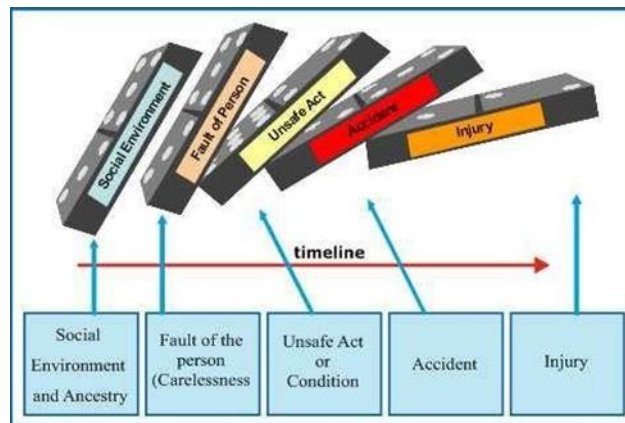 Social Environment
Fault of Person
Unsafe Act
Accident
Injury
timeline
Social
Environment
and Ancestry
Fault of the
person
(Carelessness
Unsafe Act
or
Condition
Accident
Injury